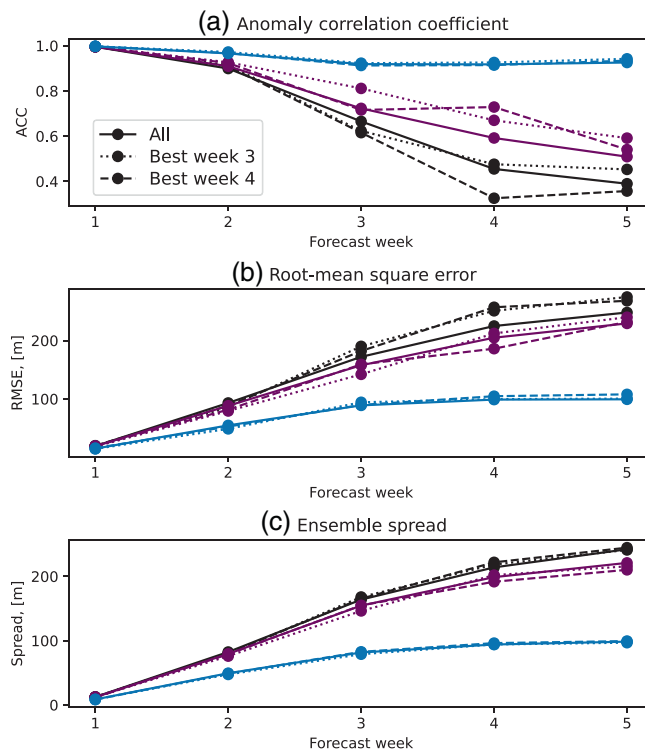 (a) Anomaly correlation coefficient
1.0
0.8
0.6
0.4
ACC
All
Best week 3
Best week 4
1 2 3 4 5
Forecast week
(b) Root-mean square error
200
100
RMSE, [m]
1 2 3 4 5
Forecast week
(c) Ensemble spread
200
100
0
Spread, [m]
1 2 3 4 5
Forecast week